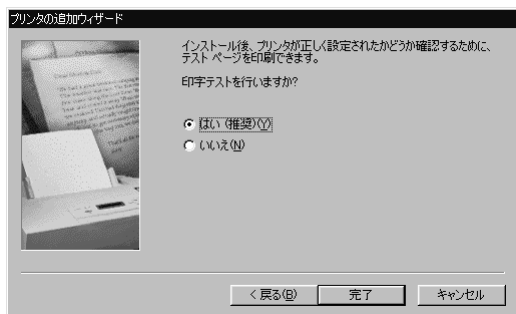 プリンタの追加ウィザード
インストール後、プリンタが正しく設定されたかどうか確認するために、
テスト ページを印刷できます。
印字テストを行いますか?
はい (推奨)(Y)
いいえ(N)
< 戻る(B)
完了
キャンセル